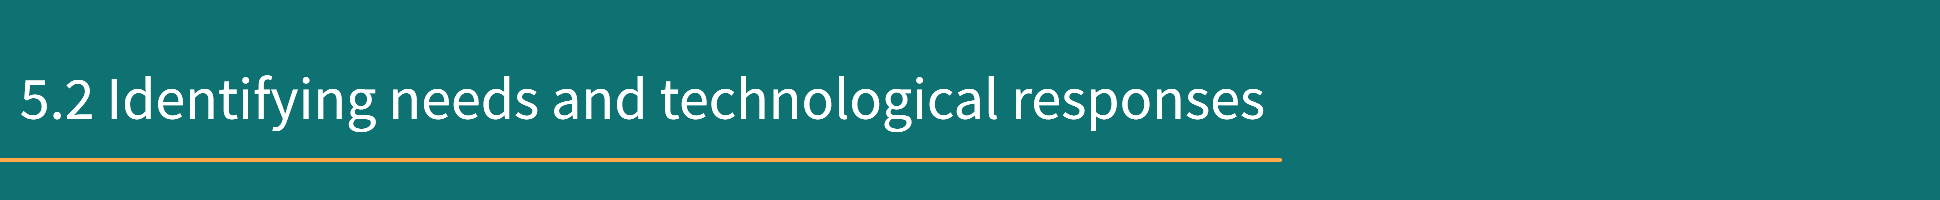 5.2 Identifying needs and technological responses